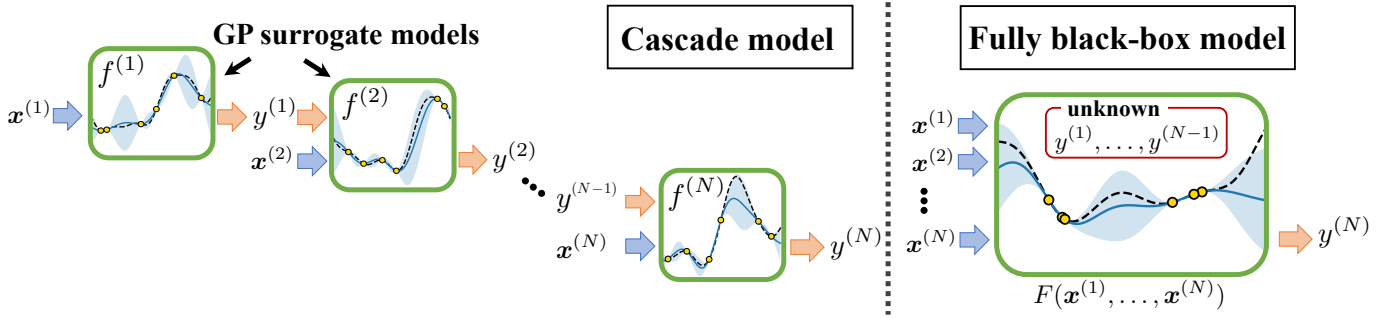 GP surrogate models
Cascade model
Fully black-box model
f^{(1)}
x^{(1)}
y^{(1)}
f^{(2)}
x^{(2)}
y^{(2)}
y^{(N−1)}
f^{(N)}
x^{(N)}
y^{(N)}
unknown
y^{(1)}, . . . , y^{(N−1)}
x^{(1)}
x^{(2)}
x^{(N)}
y^{(N)}
F(x^{(1)}, . . . , x^{(N)})